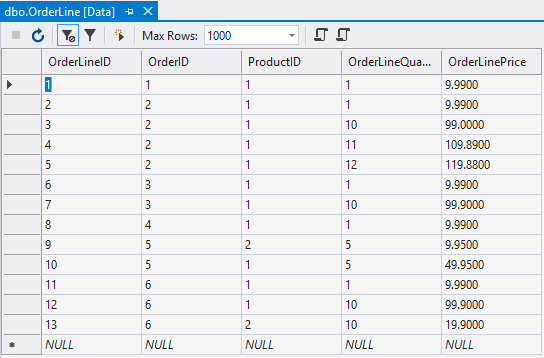 dbo.OrderLine [Data]
Max Rows: 1000
OrderLineID OrderID ProductID OrderLineQua... OrderLinePrice
1 1 1 1 9.9900
2 2 1 1 9.9900
3 2 1 10 99.0000
4 2 1 11 109.8900
5 2 1 12 119.8800
6 3 1 1 9.9900
7 3 1 10 99.9000
8 4 1 1 9.9900
9 5 2 5 9.9500
10 5 1 5 49.9500
11 6 1 1 9.9900
12 6 1 10 99.9000
13 6 2 10 19.9000
NULL NULL NULL NULL NULL